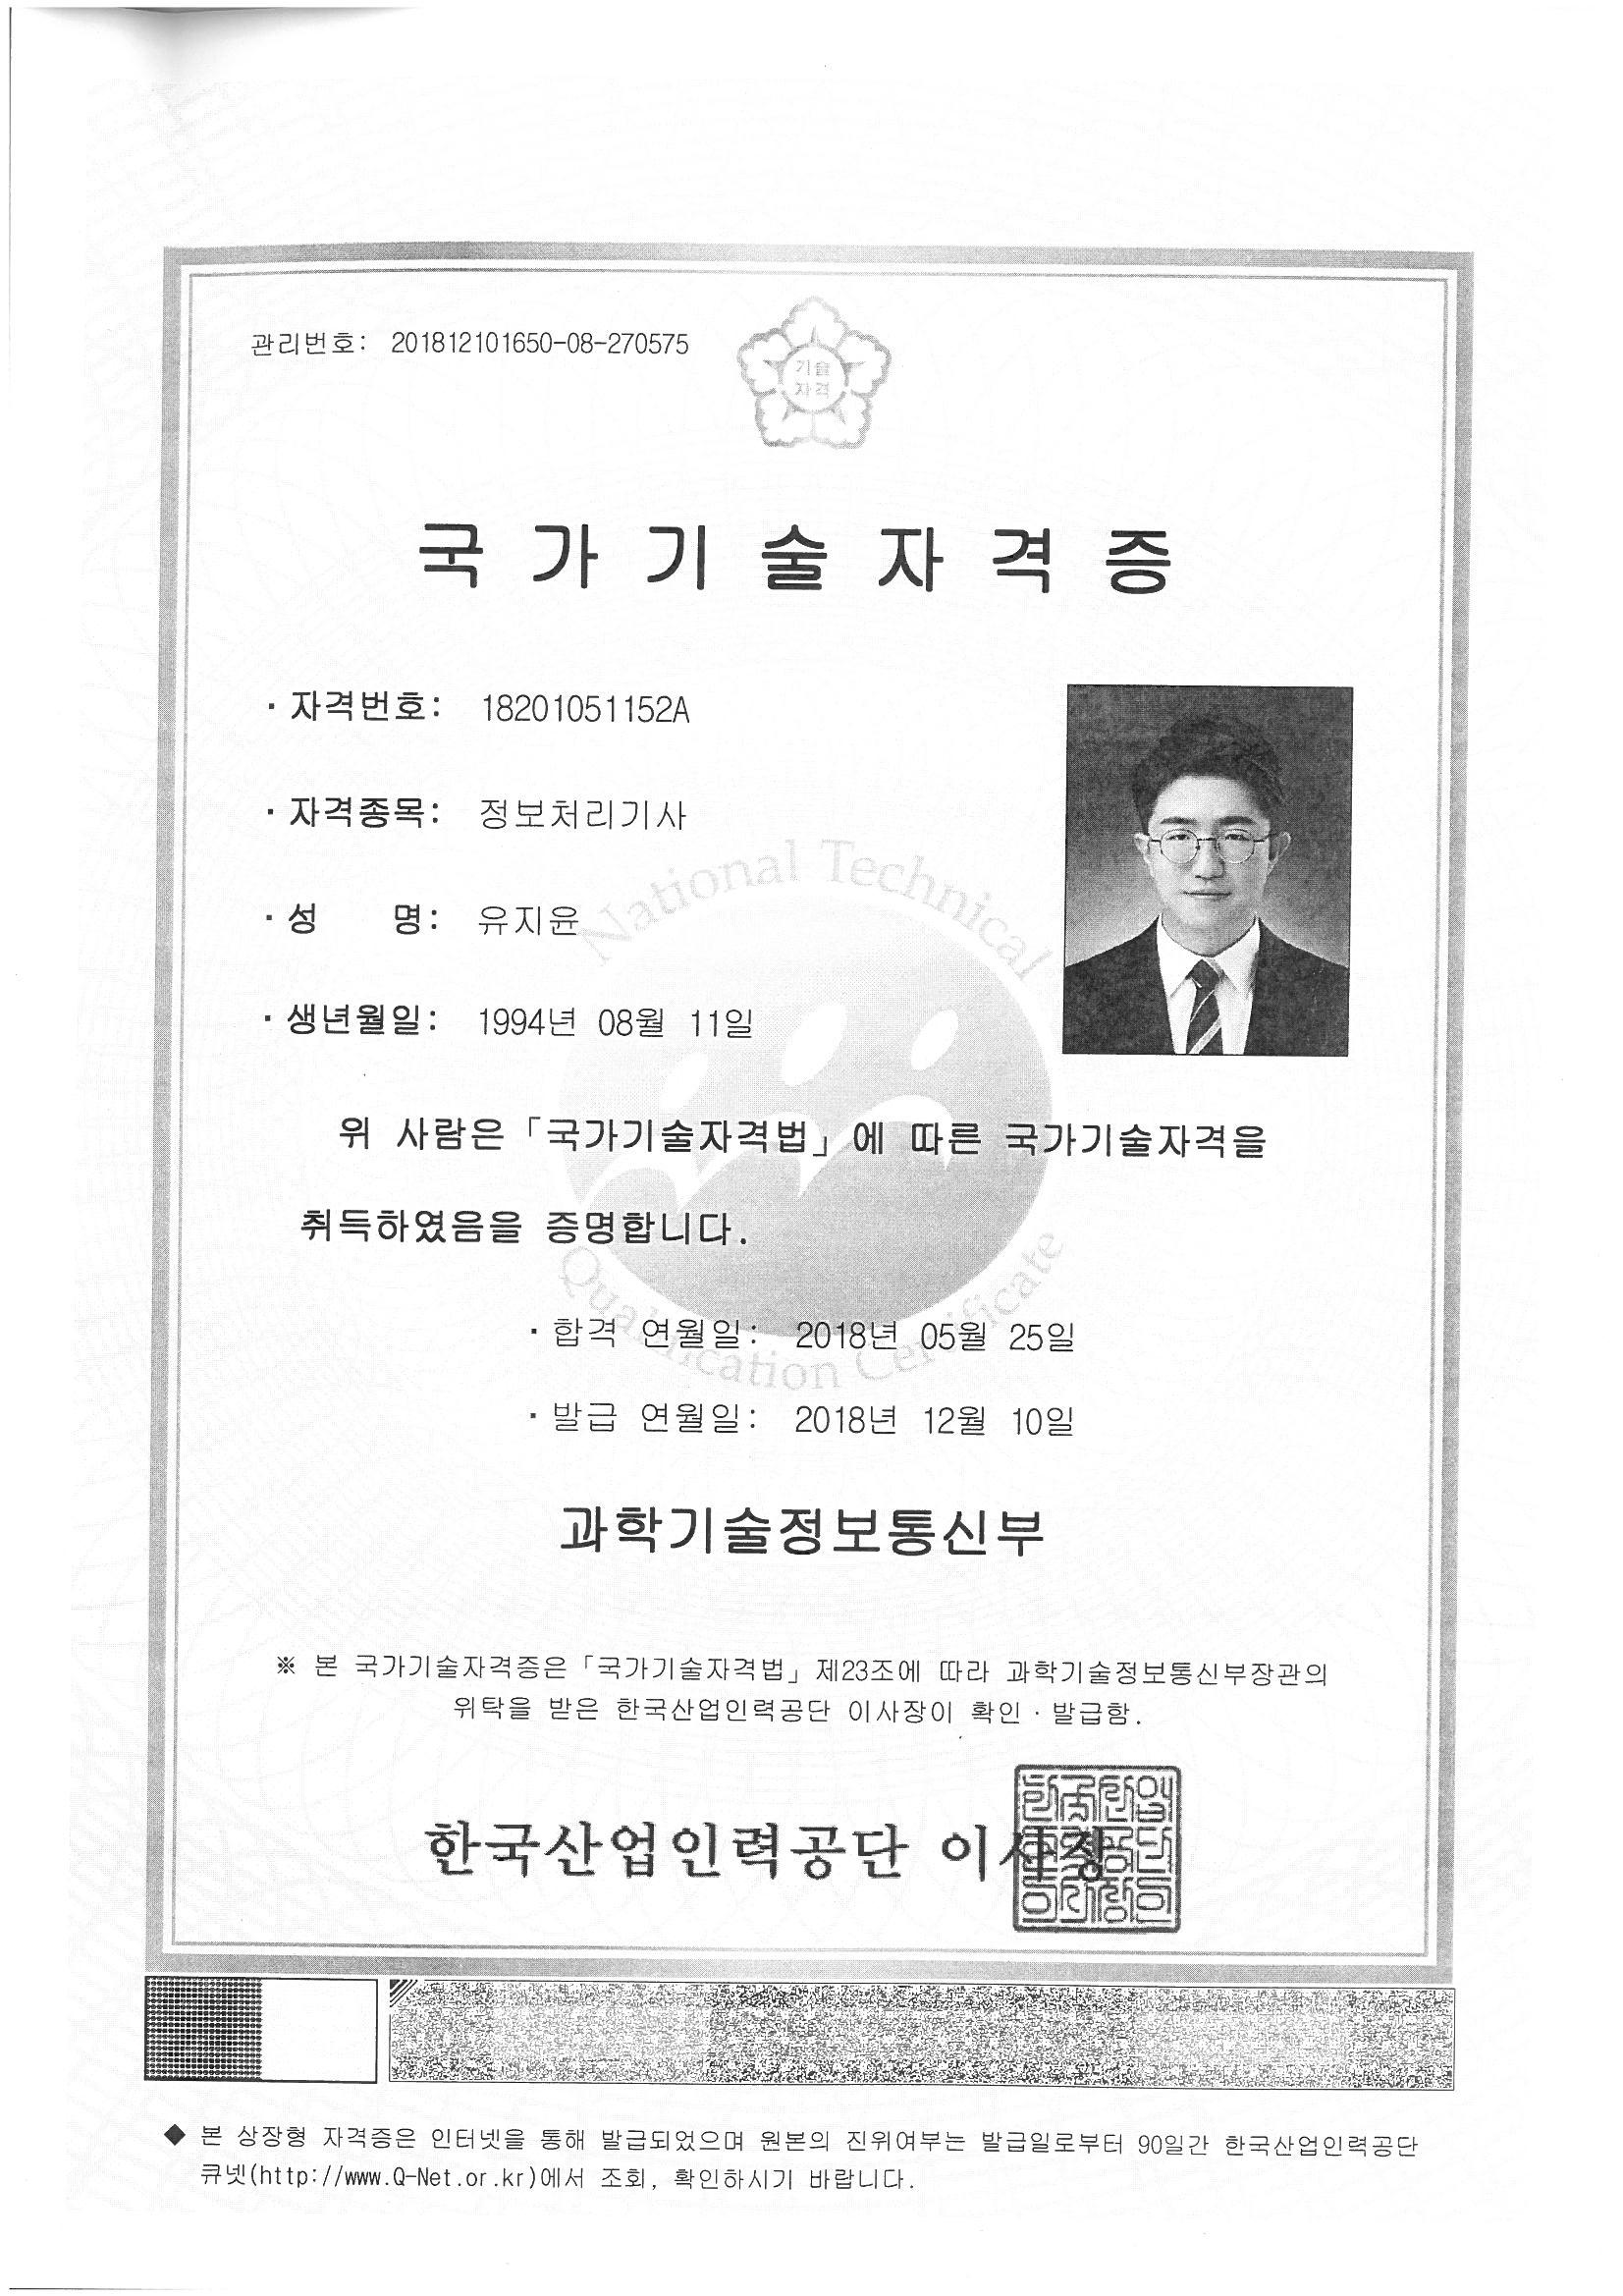 관리번호: 201812101650-08-270575
기술
자격
국가기술자격증
· 자격번호: 18201051152A
· 자격종목: 정보처리기사
· 성 명: 유지윤
· 생년월일: 1994년 08월 11일
National Technical
Qualification Certificate
위 사람은 「국가기술자격법」에 따른 국가기술자격을
취득하였음을 증명합니다.
· 합격 연월일: 2018년 05월 25일
· 발급 연월일: 2018년 12월 10일
과학기술정보통신부
※ 본 국가기술자격증은 「국가기술자격법」 제23조에 따라 과학기술정보통신부장관의
위탁을 받은 한국산업인력공단 이사장이 확인 · 발급함.
한국산업인력공단 이사장
◆ 본 상장형 자격증은 인터넷을 통해 발급되었으며 원본의 진위여부는 발급일로부터 90일간 한국산업인력공단
큐넷(http://www.Q-Net.or.kr)에서 조회, 확인하시기 바랍니다.